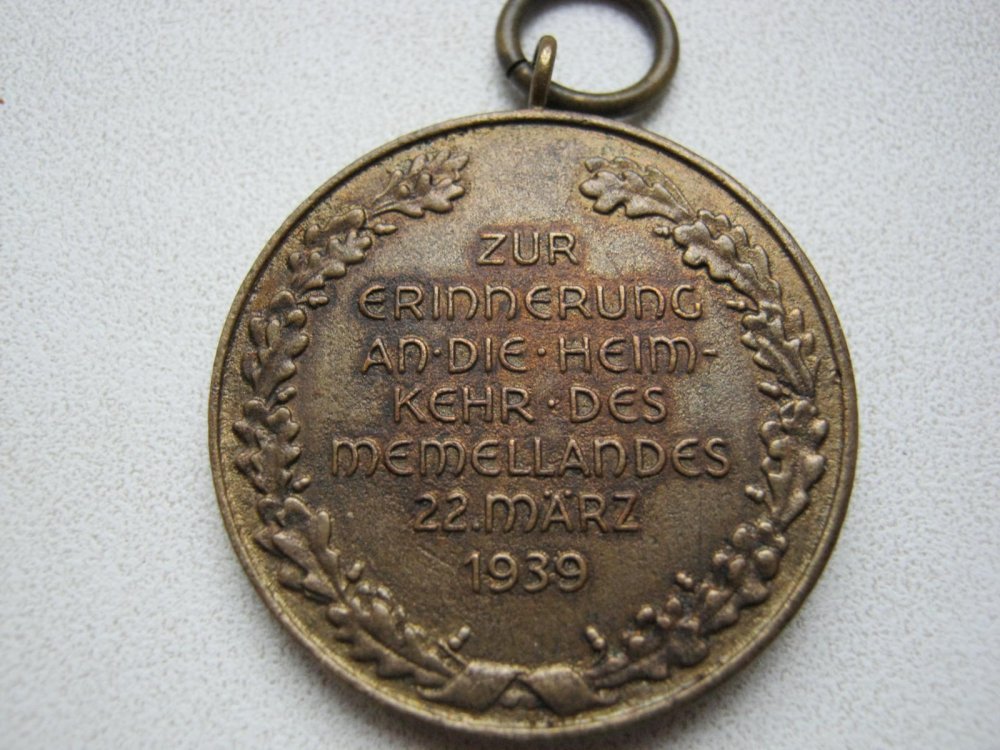 ZUR
ERINNERUNG
AN·DIE·HEIM-
KEHR·DES
MEMELLANDES
22.MÄRZ
1939